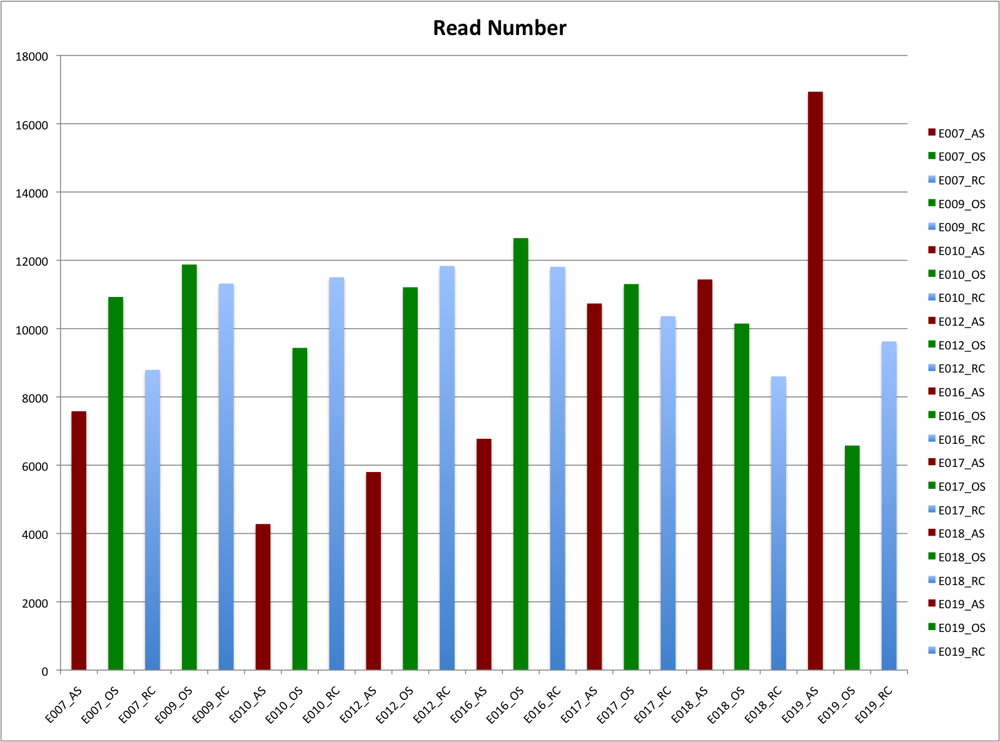 Read Number
18000
16000
14000
12000
10000
8000
6000
4000
2000
0
E007_AS
E007_OS
E007_RC
E009_OS
E009_RC
E010_AS
E010_OS
E010_RC
E012_AS
E012_OS
E012_RC
E016_AS
E016_OS
E016_RC
E017_AS
E017_OS
E017_RC
E018_AS
E018_OS
E018_RC
E019_AS
E019_OS
E019_RC
E007_AS
E007_OS
E007_RC
E009_OS
E009_RC
E010_AS
E010_OS
E010_RC
E012_AS
E012_OS
E012_RC
E016_AS
E016_OS
E016_RC
E017_AS
E017_OS
E017_RC
E018_AS
E018_OS
E018_RC
E019_AS
E019_OS
E019_RC